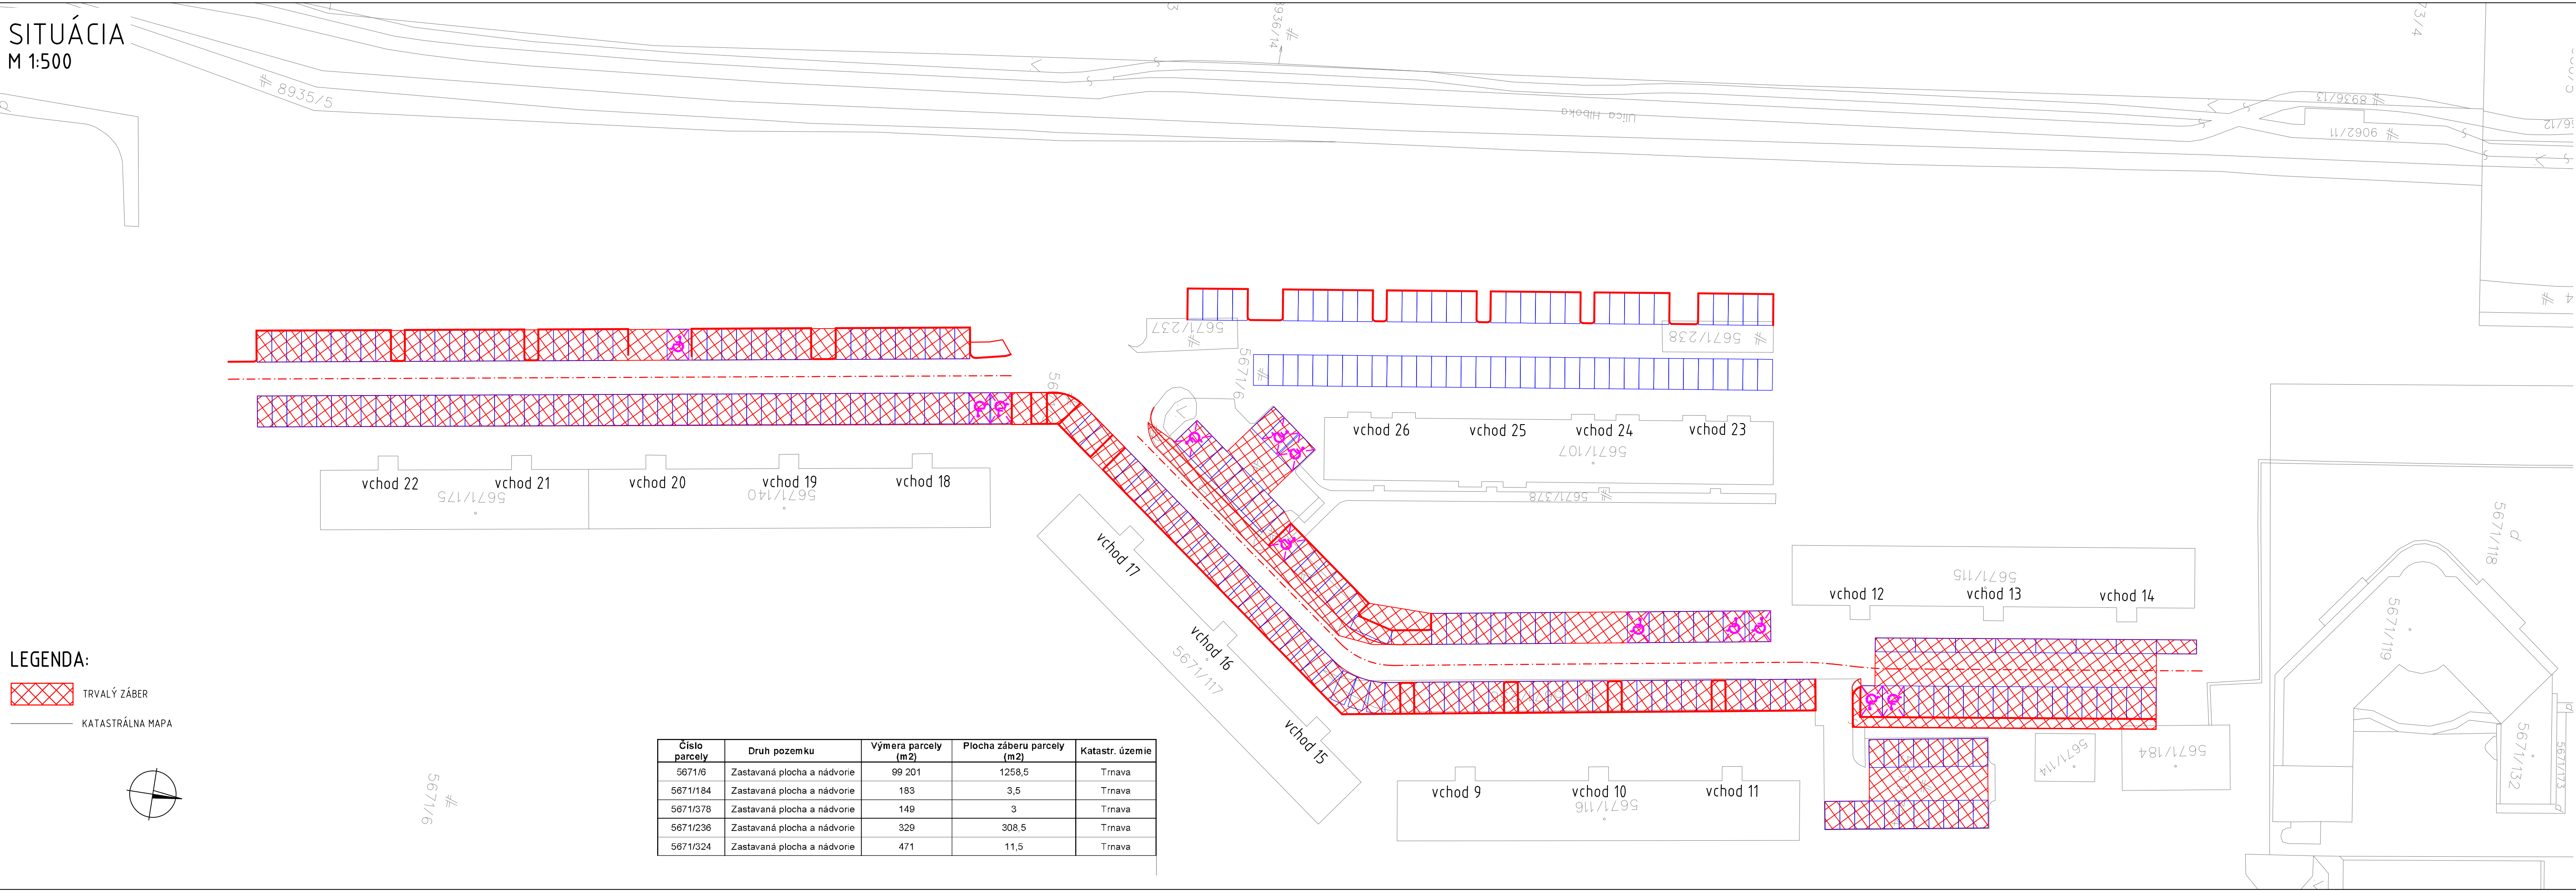 SITUÁCIA
M 1:500
8935/5
8936/14
73/4
Ulica Hlboka
8936/13
9062/11
5671/237
5671/238
5671/6
vchod 26
vchod 25
vchod 24
vchod 23
5671/107
5671/378
vchod 22
vchod 21
vchod 20
vchod 19
vchod 18
5671/175
5671/140
vchod 17
vchod 16
5671/117
vchod 15
5671/115
vchod 12
vchod 13
vchod 14
5671/118
5671/119
5671/132
5671/173
5671/114
5671/184
vchod 9
vchod 10
vchod 11
5671/116
LEGENDA:
TRVALÝ ZÁBER
KATASTRÁLNA MAPA
5671/6
Číslo parcely Druh pozemku Výmera parcely (m2) Plocha záberu parcely (m2) Katastr. územie
5671/6 Zastavaná plocha a nádvorie 99 201 1258,5 Trnava
5671/184 Zastavaná plocha a nádvorie 183 3,5 Trnava
5671/378 Zastavaná plocha a nádvorie 149 3 Trnava
5671/236 Zastavaná plocha a nádvorie 329 308,5 Trnava
5671/324 Zastavaná plocha a nádvorie 471 11,5 Trnava